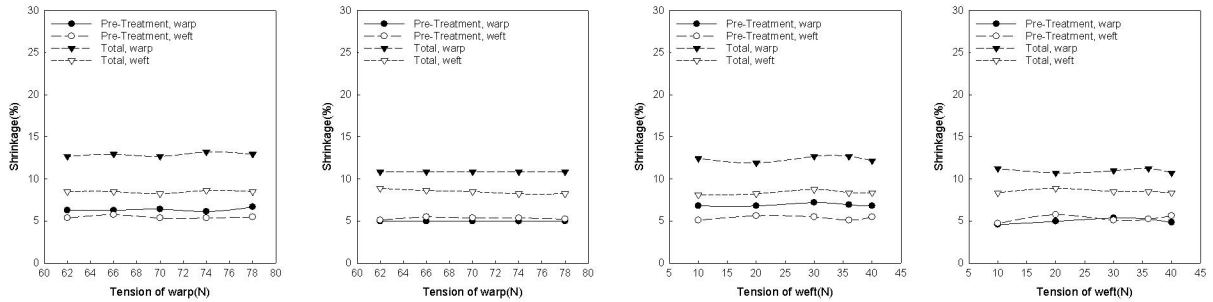 30
25
20
15
10
5
0
Shrinkage(%)
Pre-Treatment, warp
Pre-Treatment, weft
Total, warp
Total, weft
60 62 64 66 68 70 72 74 76 78 80
Tension of warp(N)
30
25
20
15
10
5
0
Shrinkage(%)
Pre-Treatment, warp
Pre-Treatment, weft
Total, warp
Total, weft
60 62 64 66 68 70 72 74 76 78 80
Tension of warp(N)
30
25
20
15
10
5
0
Shrinkage(%)
Pre-Treatment, warp
Pre-Treatment, weft
Total, warp
Total, weft
5 10 15 20 25 30 35 40 45
Tension of weft(N)
30
25
20
15
10
5
0
Shrinkage(%)
Pre-Treatment, warp
Pre-Treatment, weft
Total, warp
Total, weft
5 10 15 20 25 30 35 40 45
Tension of weft(N)